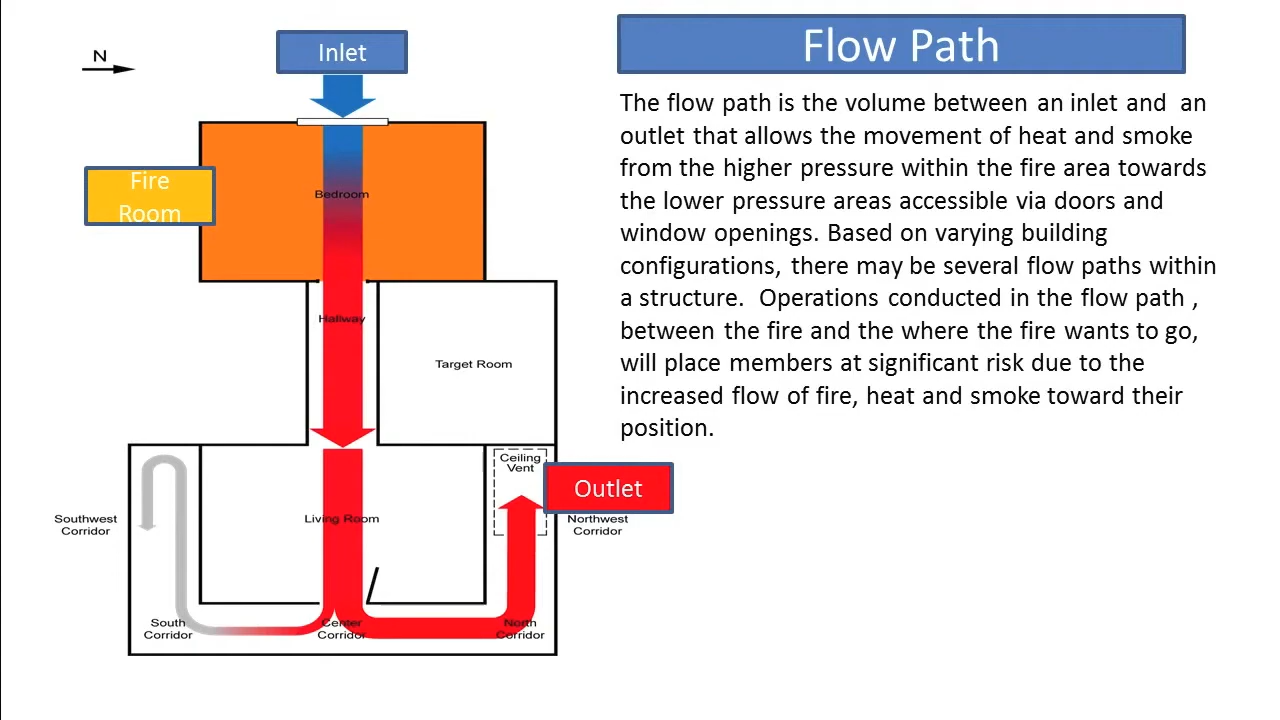 N
Inlet
Flow Path
The flow path is the volume between an inlet and  an
outlet that allows the movement of heat and smoke
from the higher pressure within the fire area towards
the lower pressure areas accessible via doors and
window openings. Based on varying building
configurations, there may be several flow paths within
a structure.  Operations conducted in the flow path ,
between the fire and the where the fire wants to go,
will place members at significant risk due to the
increased flow of fire, heat and smoke toward their
position.
Fire
Room
Bedroom
Hallway
Target Room
Ceiling
Vent
Outlet
Southwest
Corridor
Living Room
Northwest
Corridor
South
Corridor
Center
Corridor
North
Corridor